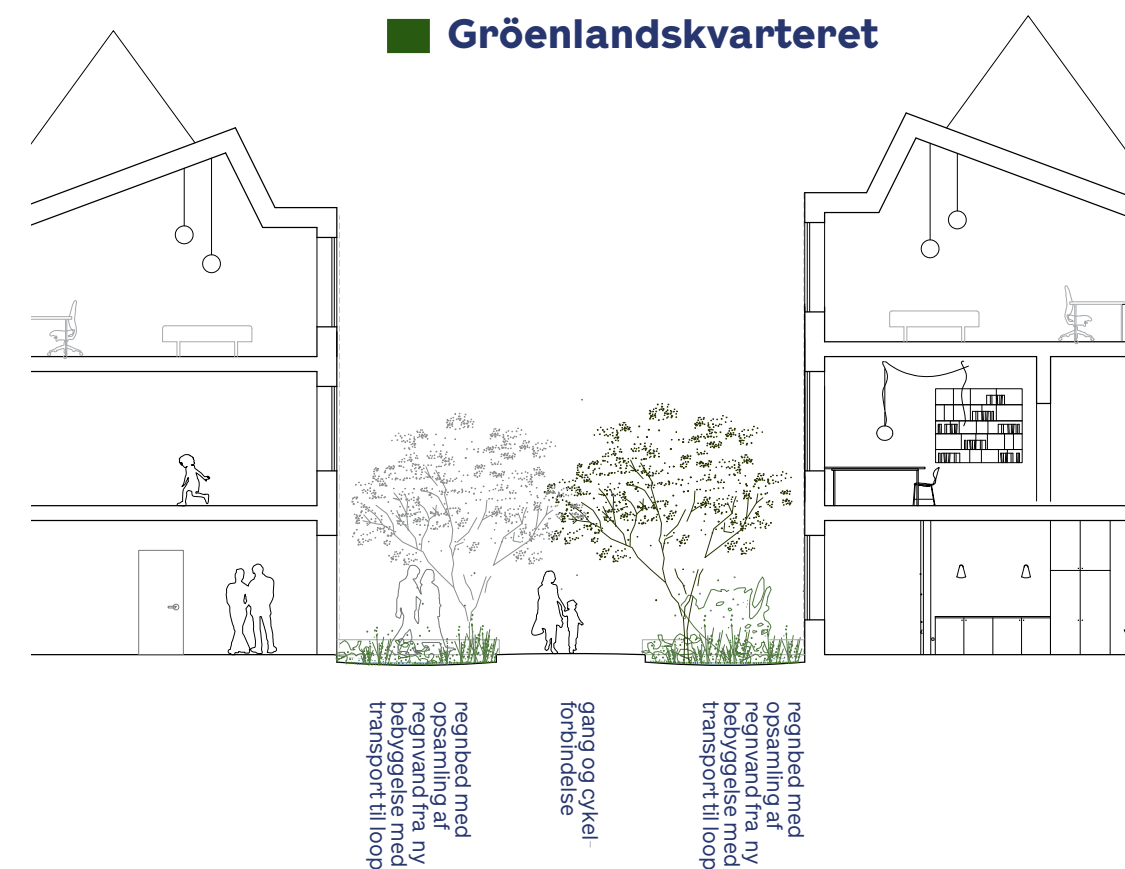 Gröenlandskvarteret
regnbed med
opsamling af
regnvand fra ny
bebyggelse med
transport til loop
gang og cykel-
forbindelse
regnbed med
opsamling af
regnvand fra ny
bebyggelse med
transport til loop